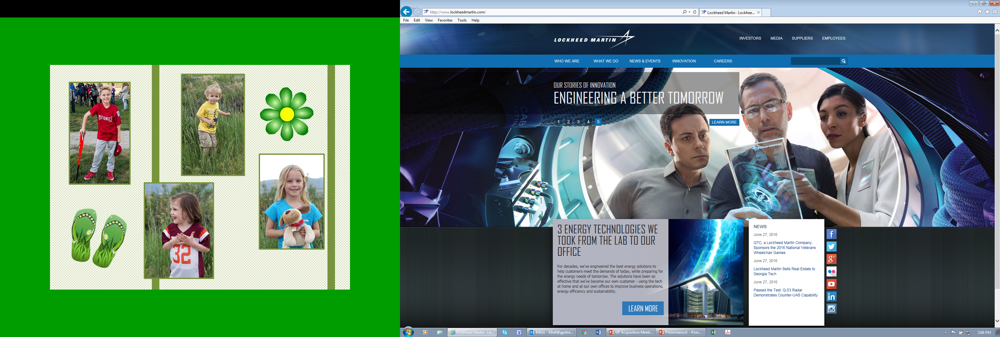 NATIONALS
BIG
32
http://www.lockheedmartin.com/
Lockheed Martin · Lockhee...
File Edit View Favorites Tools Help
LOCKHEED MARTIN
INVESTORS MEDIA SUPPLIERS EMPLOYEES
WHO WE ARE WHAT WE DO NEWS & EVENTS INNOVATION CAREERS
OUR STORIES OF INNOVATION
ENGINEERING A BETTER TOMORROW
1 2 3 4 5
LEARN MORE
3 ENERGY TECHNOLOGIES WE
TOOK FROM THE LAB TO OUR
OFFICE
For decades, we've engineered the best energy solutions to
help customers meet the demands of today, while preparing for
the energy needs of tomorrow. The solutions have been so
effective that we've become our own customer - using the tech
at home and at our own offices to improve business operations,
energy efficiency and sustainability.
LEARN MORE
NEWS
June 27, 2016
QTC, a Lockheed Martin Company,
Sponsors the 2016 National Veterans
Wheelchair Games
June 27, 2016
Lockheed Martin Sells Real Estate to
Georgia Tech
June 27, 2016
Passed the Test: Q-53 Radar
Demonstrates Counter-UAS Capability
Lockheed Martin · Lo... Inbox - KBall@gpstra... GP Acquisition Meeti... Presentation1 - Pow...
3:06 PM